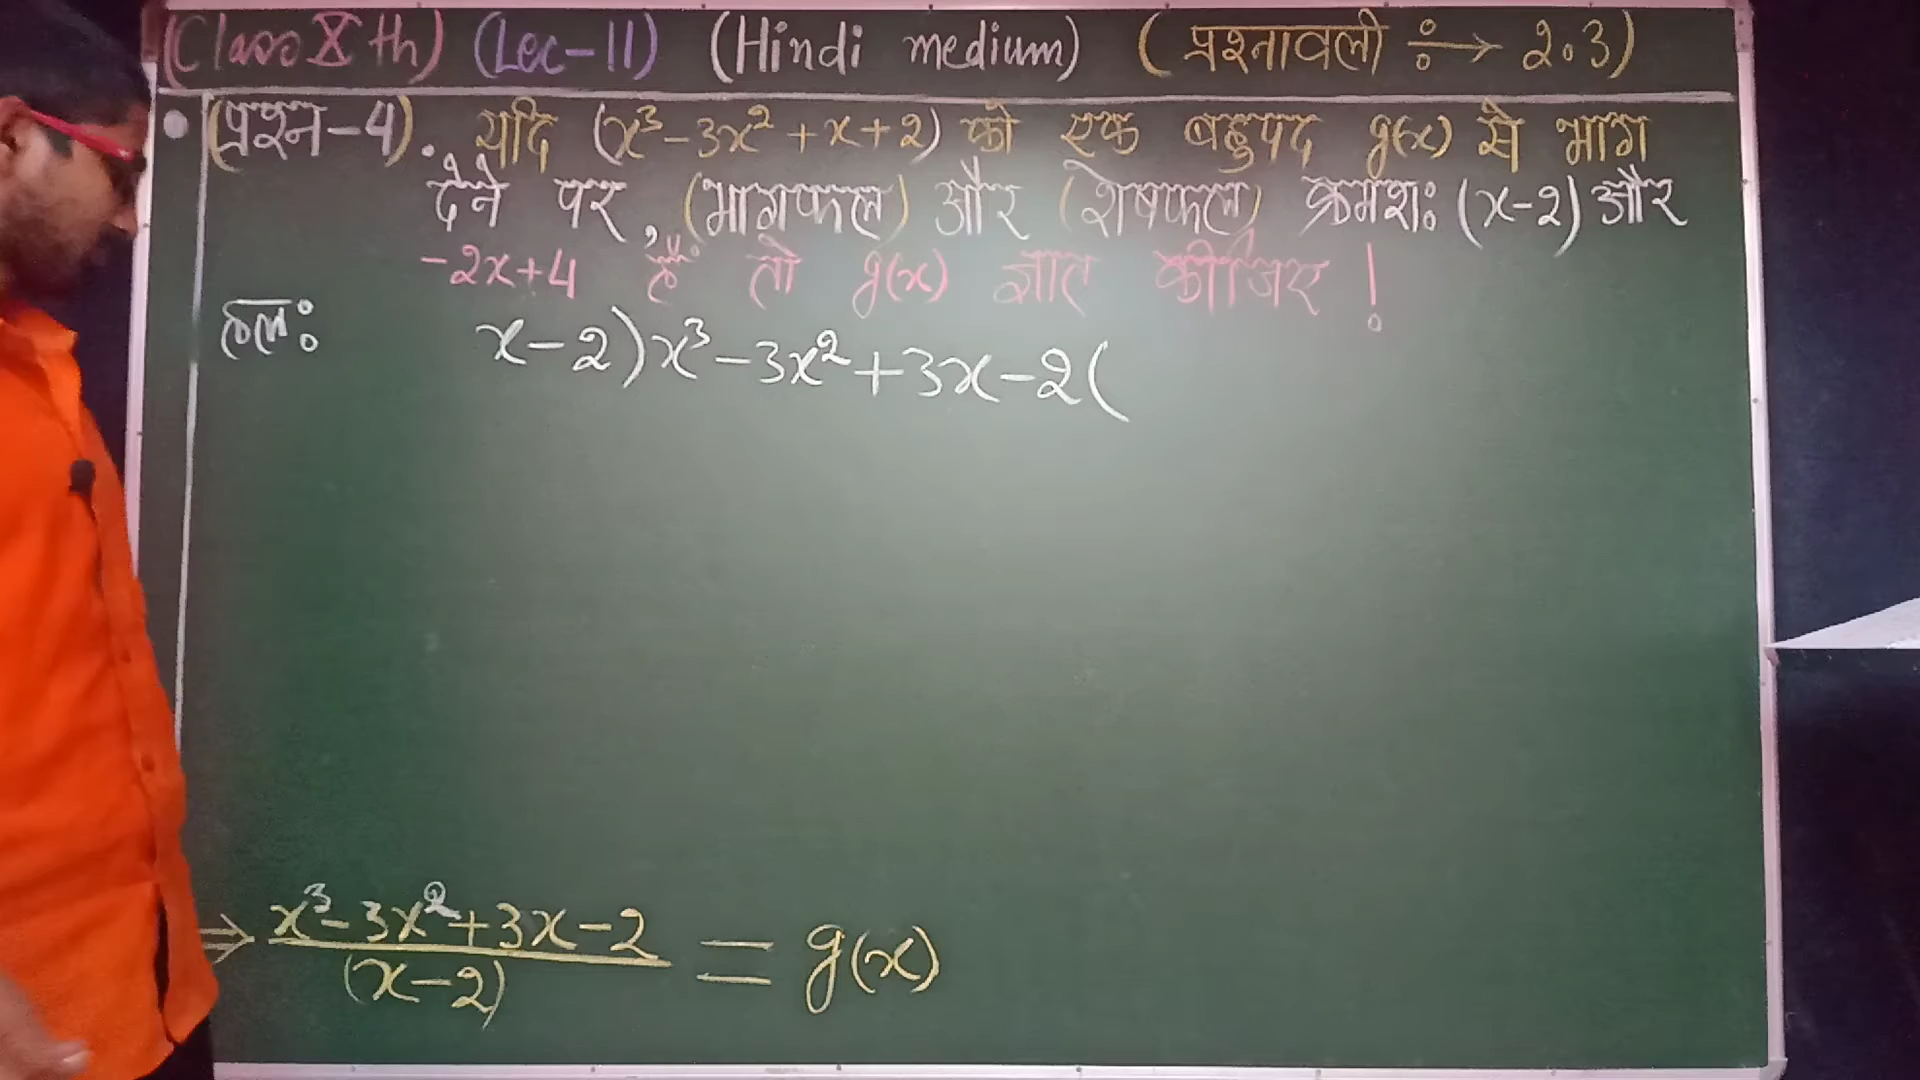 (Class X th) (Lec-11) (Hindi medium) (प्रश्नावली ÷→ 2.3)
(प्रश्न-4). यदि (x³-3x²+x+2) को एक बहुपद g(x) से भाग
देने पर, (भागफल) और (शेषफल) क्रमशः (x-2) और
-2x+4 हैं तो g(x) ज्ञात कीजिए !
हलः x-2)x³-3x²+3x-2(
⇒ x³-3x²+3x-2
(x-2) = g(x)